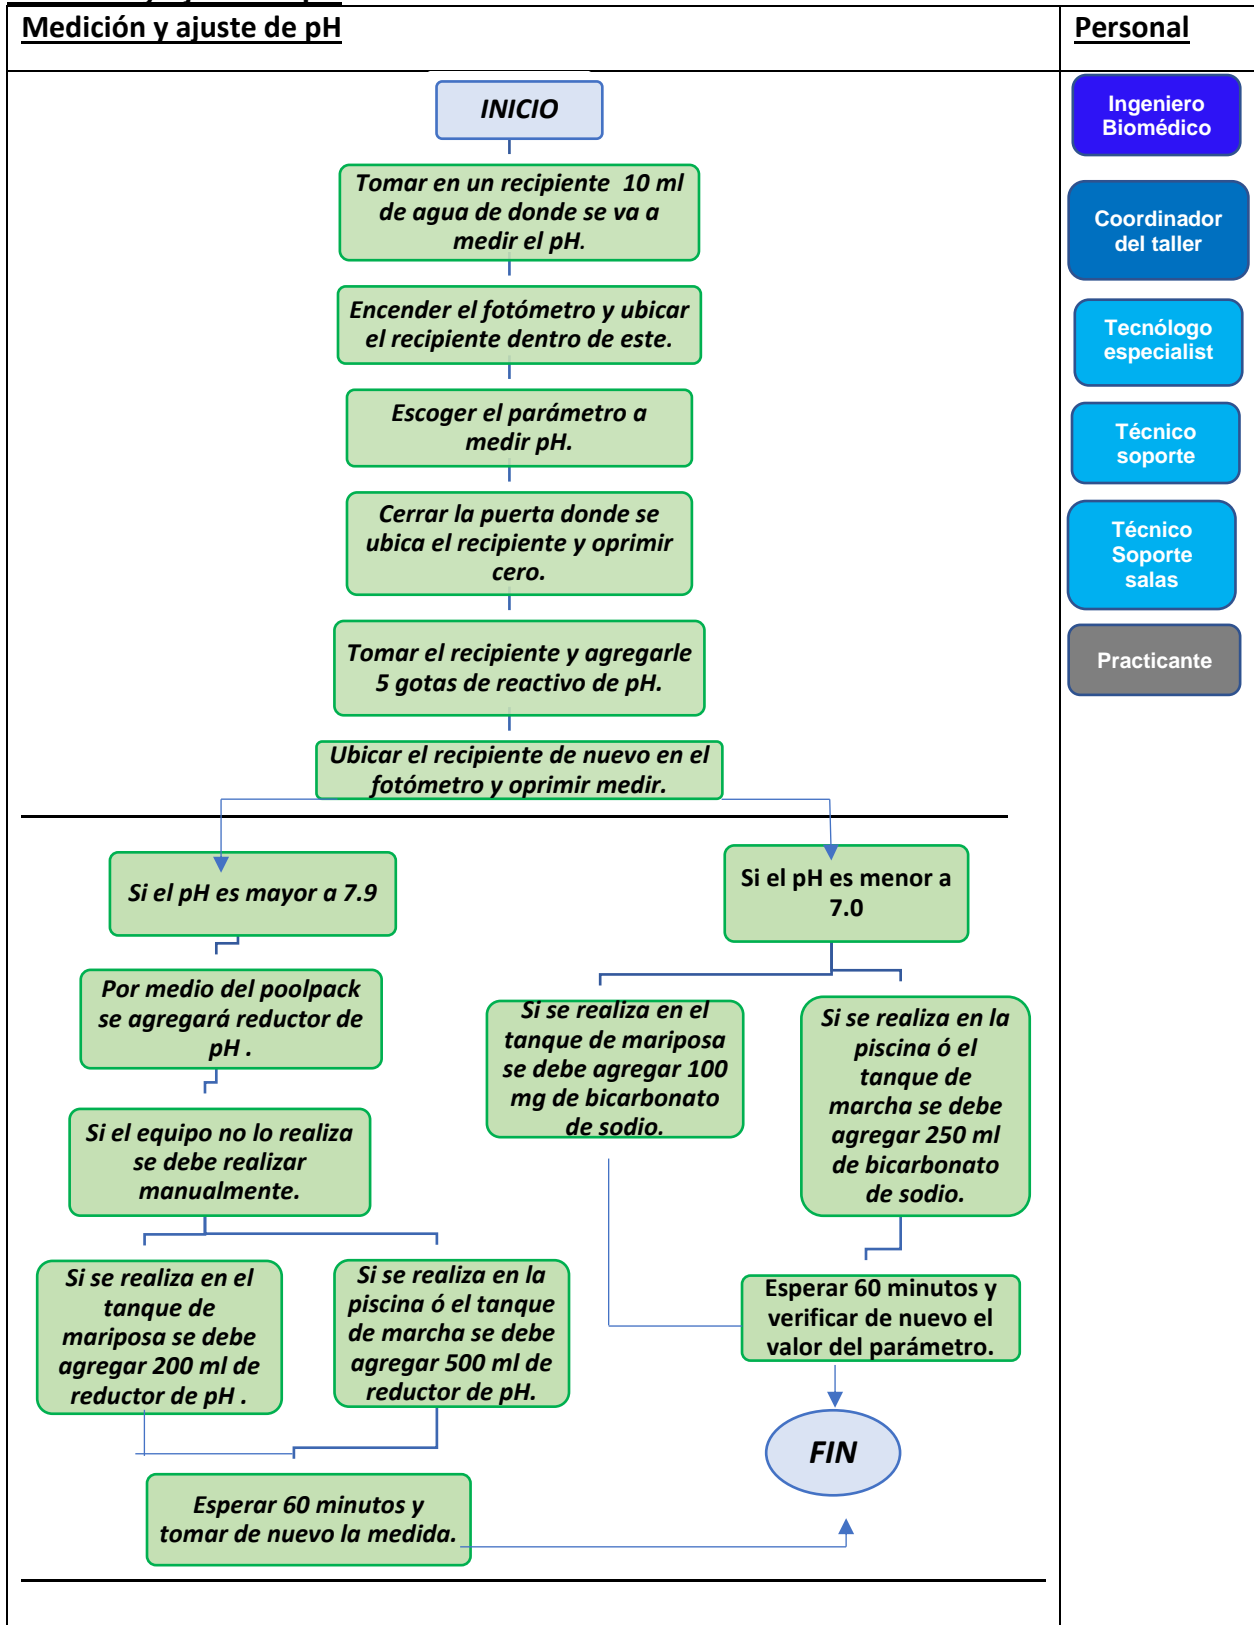 Medición y ajuste de pH
Personal
INICIO
Tomar en un recipiente 10 ml
de agua de donde se va a
medir el pH.
Encender el fotómetro y ubicar
el recipiente dentro de este.
Escoger el parámetro a
medir pH.
Cerrar la puerta donde se
ubica el recipiente y oprimir
cero.
Tomar el recipiente y agregarle
5 gotas de reactivo de pH.
Ubicar el recipiente de nuevo en el
fotómetro y oprimir medir.
Si el pH es mayor a 7.9
Por medio del poolpack
se agregará reductor de
pH .
Si el equipo no lo realiza
se debe realizar
manualmente.
Si se realiza en el
tanque de
mariposa se debe
agregar 200 ml de
reductor de pH .
Si se realiza en la
piscina ó el tanque
de marcha se debe
agregar 500 ml de
reductor de pH.
Esperar 60 minutos y
tomar de nuevo la medida.
Si el pH es menor a
7.0
Si se realiza en el
tanque de mariposa
se debe agregar 100
mg de bicarbonato
de sodio.
Si se realiza en la
piscina ó el
tanque de
marcha se debe
agregar 250 ml
de bicarbonato
de sodio.
Esperar 60 minutos y
verificar de nuevo el
valor del parámetro.
FIN
Ingeniero
Biomédico
Coordinador
del taller
Tecnólogo
especialist
Técnico
soporte
Técnico
Soporte
salas
Practicante